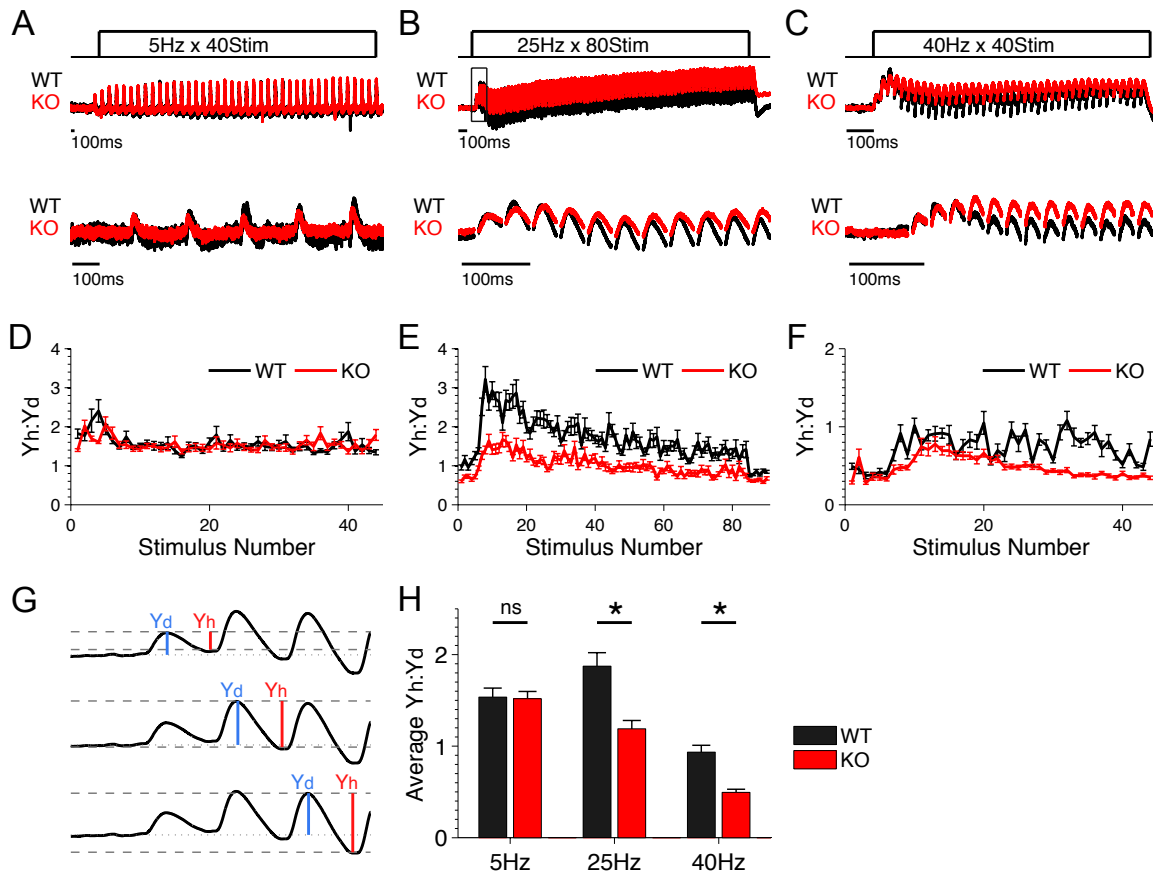 A
5Hz x 40Stim
WT
KO
100ms
WT
KO
100ms
B
25Hz x 80Stim
WT
KO
100ms
WT
KO
100ms
C
40Hz x 40Stim
WT
KO
100ms
WT
KO
100ms
D
Yh:Yd
4
3
2
1
0
WT
KO
0
20
40
Stimulus Number
E
Yh:Yd
4
3
2
1
0
WT
KO
0
20
40
60
80
Stimulus Number
F
Yh:Yd
2
1
0
WT
KO
0
20
40
Stimulus Number
G
Yd
Yh
Yd
Yh
Yd
Yh
H
Average Yh:Yd
2
1
0
ns
*
*
5Hz
25Hz
40Hz
WT
KO